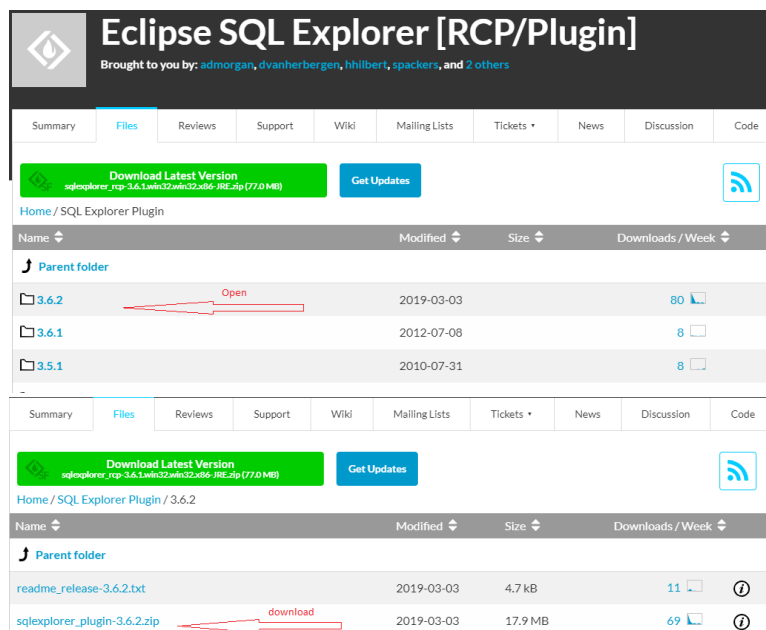 Eclipse SQL Explorer [RCP/Plugin]
Brought to you by: admorgan, dvanherbergen, hhilbert, spackers, and 2 others
Summary Files Reviews Support Wiki Mailing Lists Tickets News Discussion Code
Download Latest Version
sqlexplorer_rcp-3.6.1.win32.win32.x86-JRE.zip (77.0 MB)
Get Updates
Home / SQL Explorer Plugin
Name Modified Size Downloads / Week
Parent folder
Open
3.6.2 2019-03-03 80
3.6.1 2012-07-08 8
3.5.1 2010-07-31 8
Summary Files Reviews Support Wiki Mailing Lists Tickets News Discussion Code
Download Latest Version
sqlexplorer_rcp-3.6.1.win32.win32.x86-JRE.zip (77.0 MB)
Get Updates
Home / SQL Explorer Plugin / 3.6.2
Name Modified Size Downloads / Week
Parent folder
readme_release-3.6.2.txt 2019-03-03 4.7 kB 11 i
download
sqlexplorer_plugin-3.6.2.zip 2019-03-03 17.9 MB 69 i